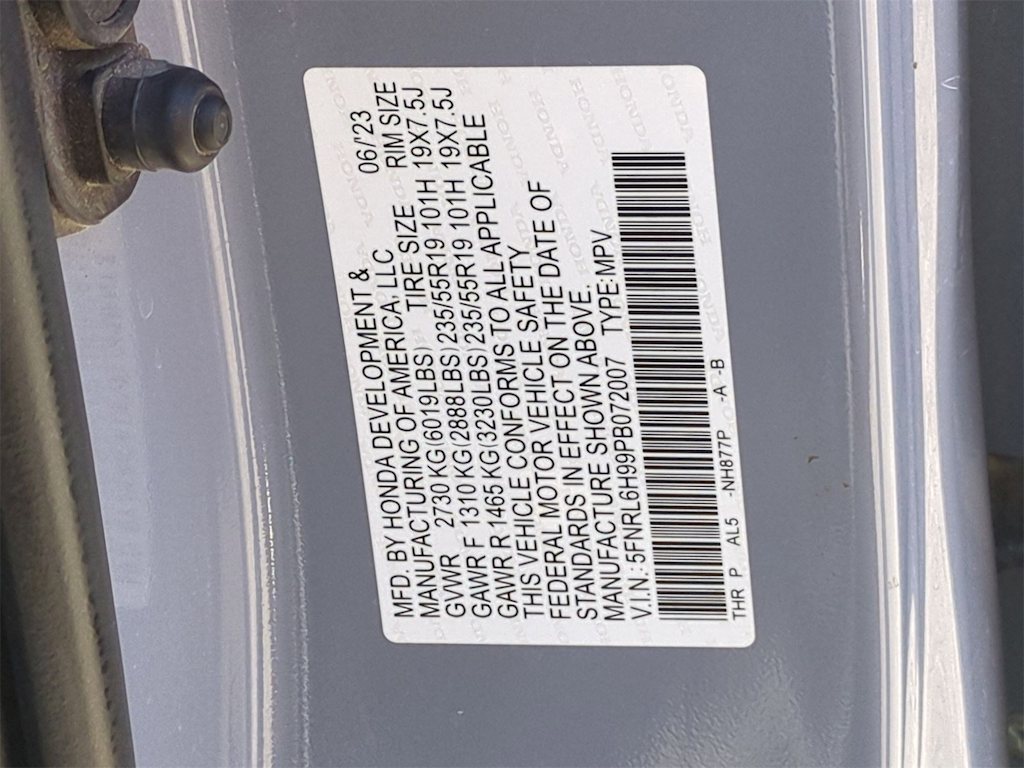 MFD. BY HONDA DEVELOPMENT &
MANUFACTURING OF AMERICA, LLC 06/'23
GVWR 2730 KG(6019LBS) TIRE SIZE RIM SIZE
GAWR F 1310 KG(2888LBS) 235/55R19 101H 19X7.5J
GAWR R 1465 KG(3230LBS) 235/55R19 101H 19X7.5J
THIS VEHICLE CONFORMS TO ALL APPLICABLE
FEDERAL MOTOR VEHICLE SAFETY
STANDARDS IN EFFECT ON THE DATE OF
MANUFACTURE SHOWN ABOVE.
V.I.N.: 5FNRL6H99PB072007 TYPE: MPV
THR P AL5 -NH877P -A -B